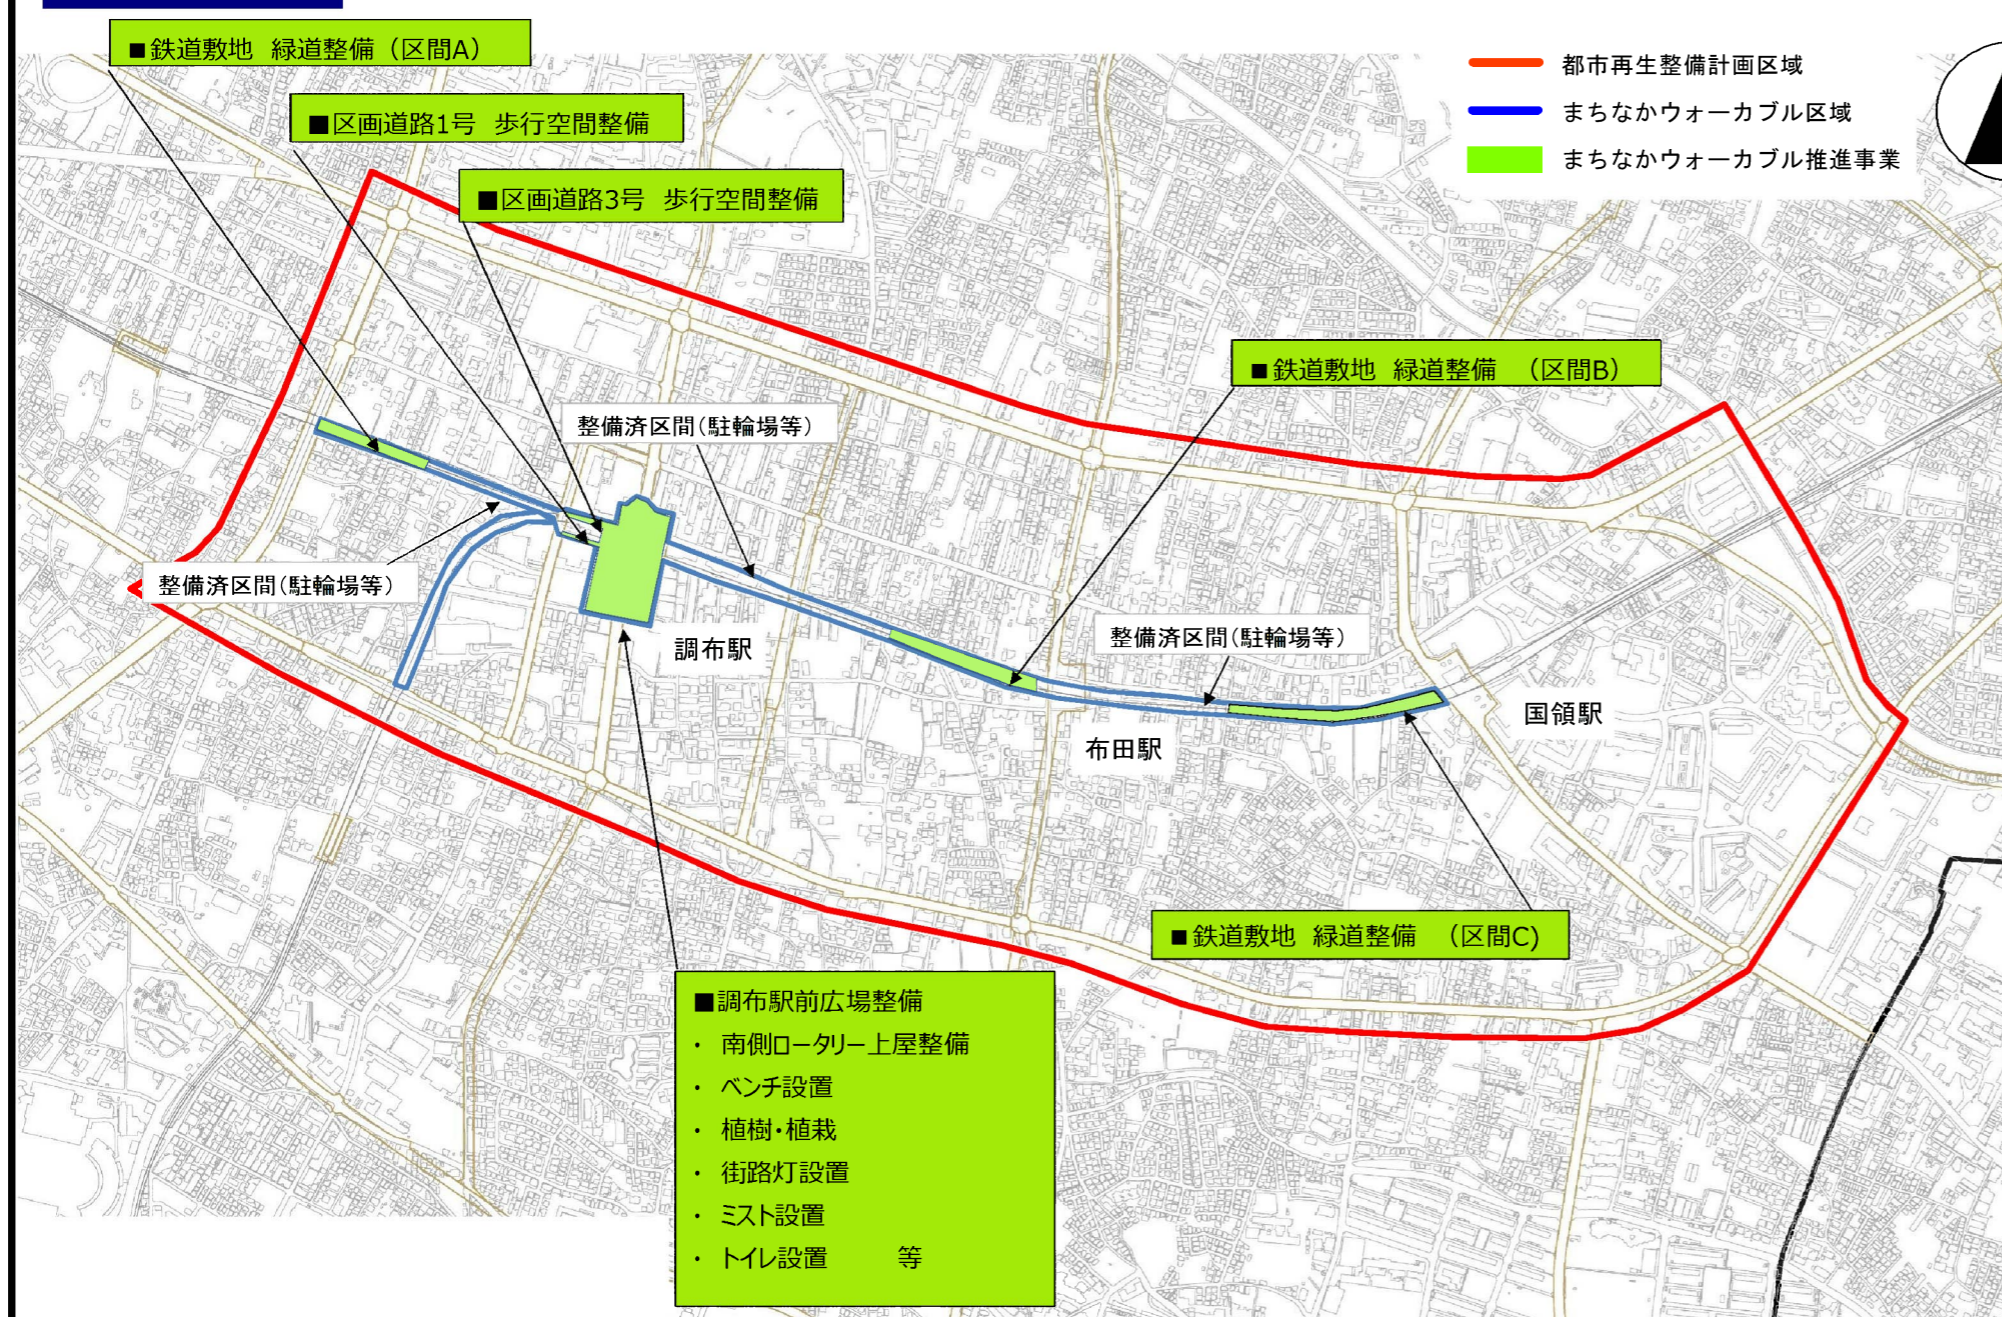 ■鉄道敷地 緑道整備（区間A）
■区画道路1号 歩行空間整備
■区画道路3号 歩行空間整備
都市再生整備計画区域
まちなかウォーカブル区域
まちなかウォーカブル推進事業
■鉄道敷地 緑道整備 （区間B）
整備済区間(駐輪場等)
整備済区間(駐輪場等)
整備済区間(駐輪場等)
調布駅
布田駅
国領駅
■鉄道敷地 緑道整備 （区間C)
■調布駅前広場整備
・ 南側ロータリー上屋整備
・ ベンチ設置
・ 植樹・植栽
・ 街路灯設置
・ ミスト設置
・ トイレ設置 等